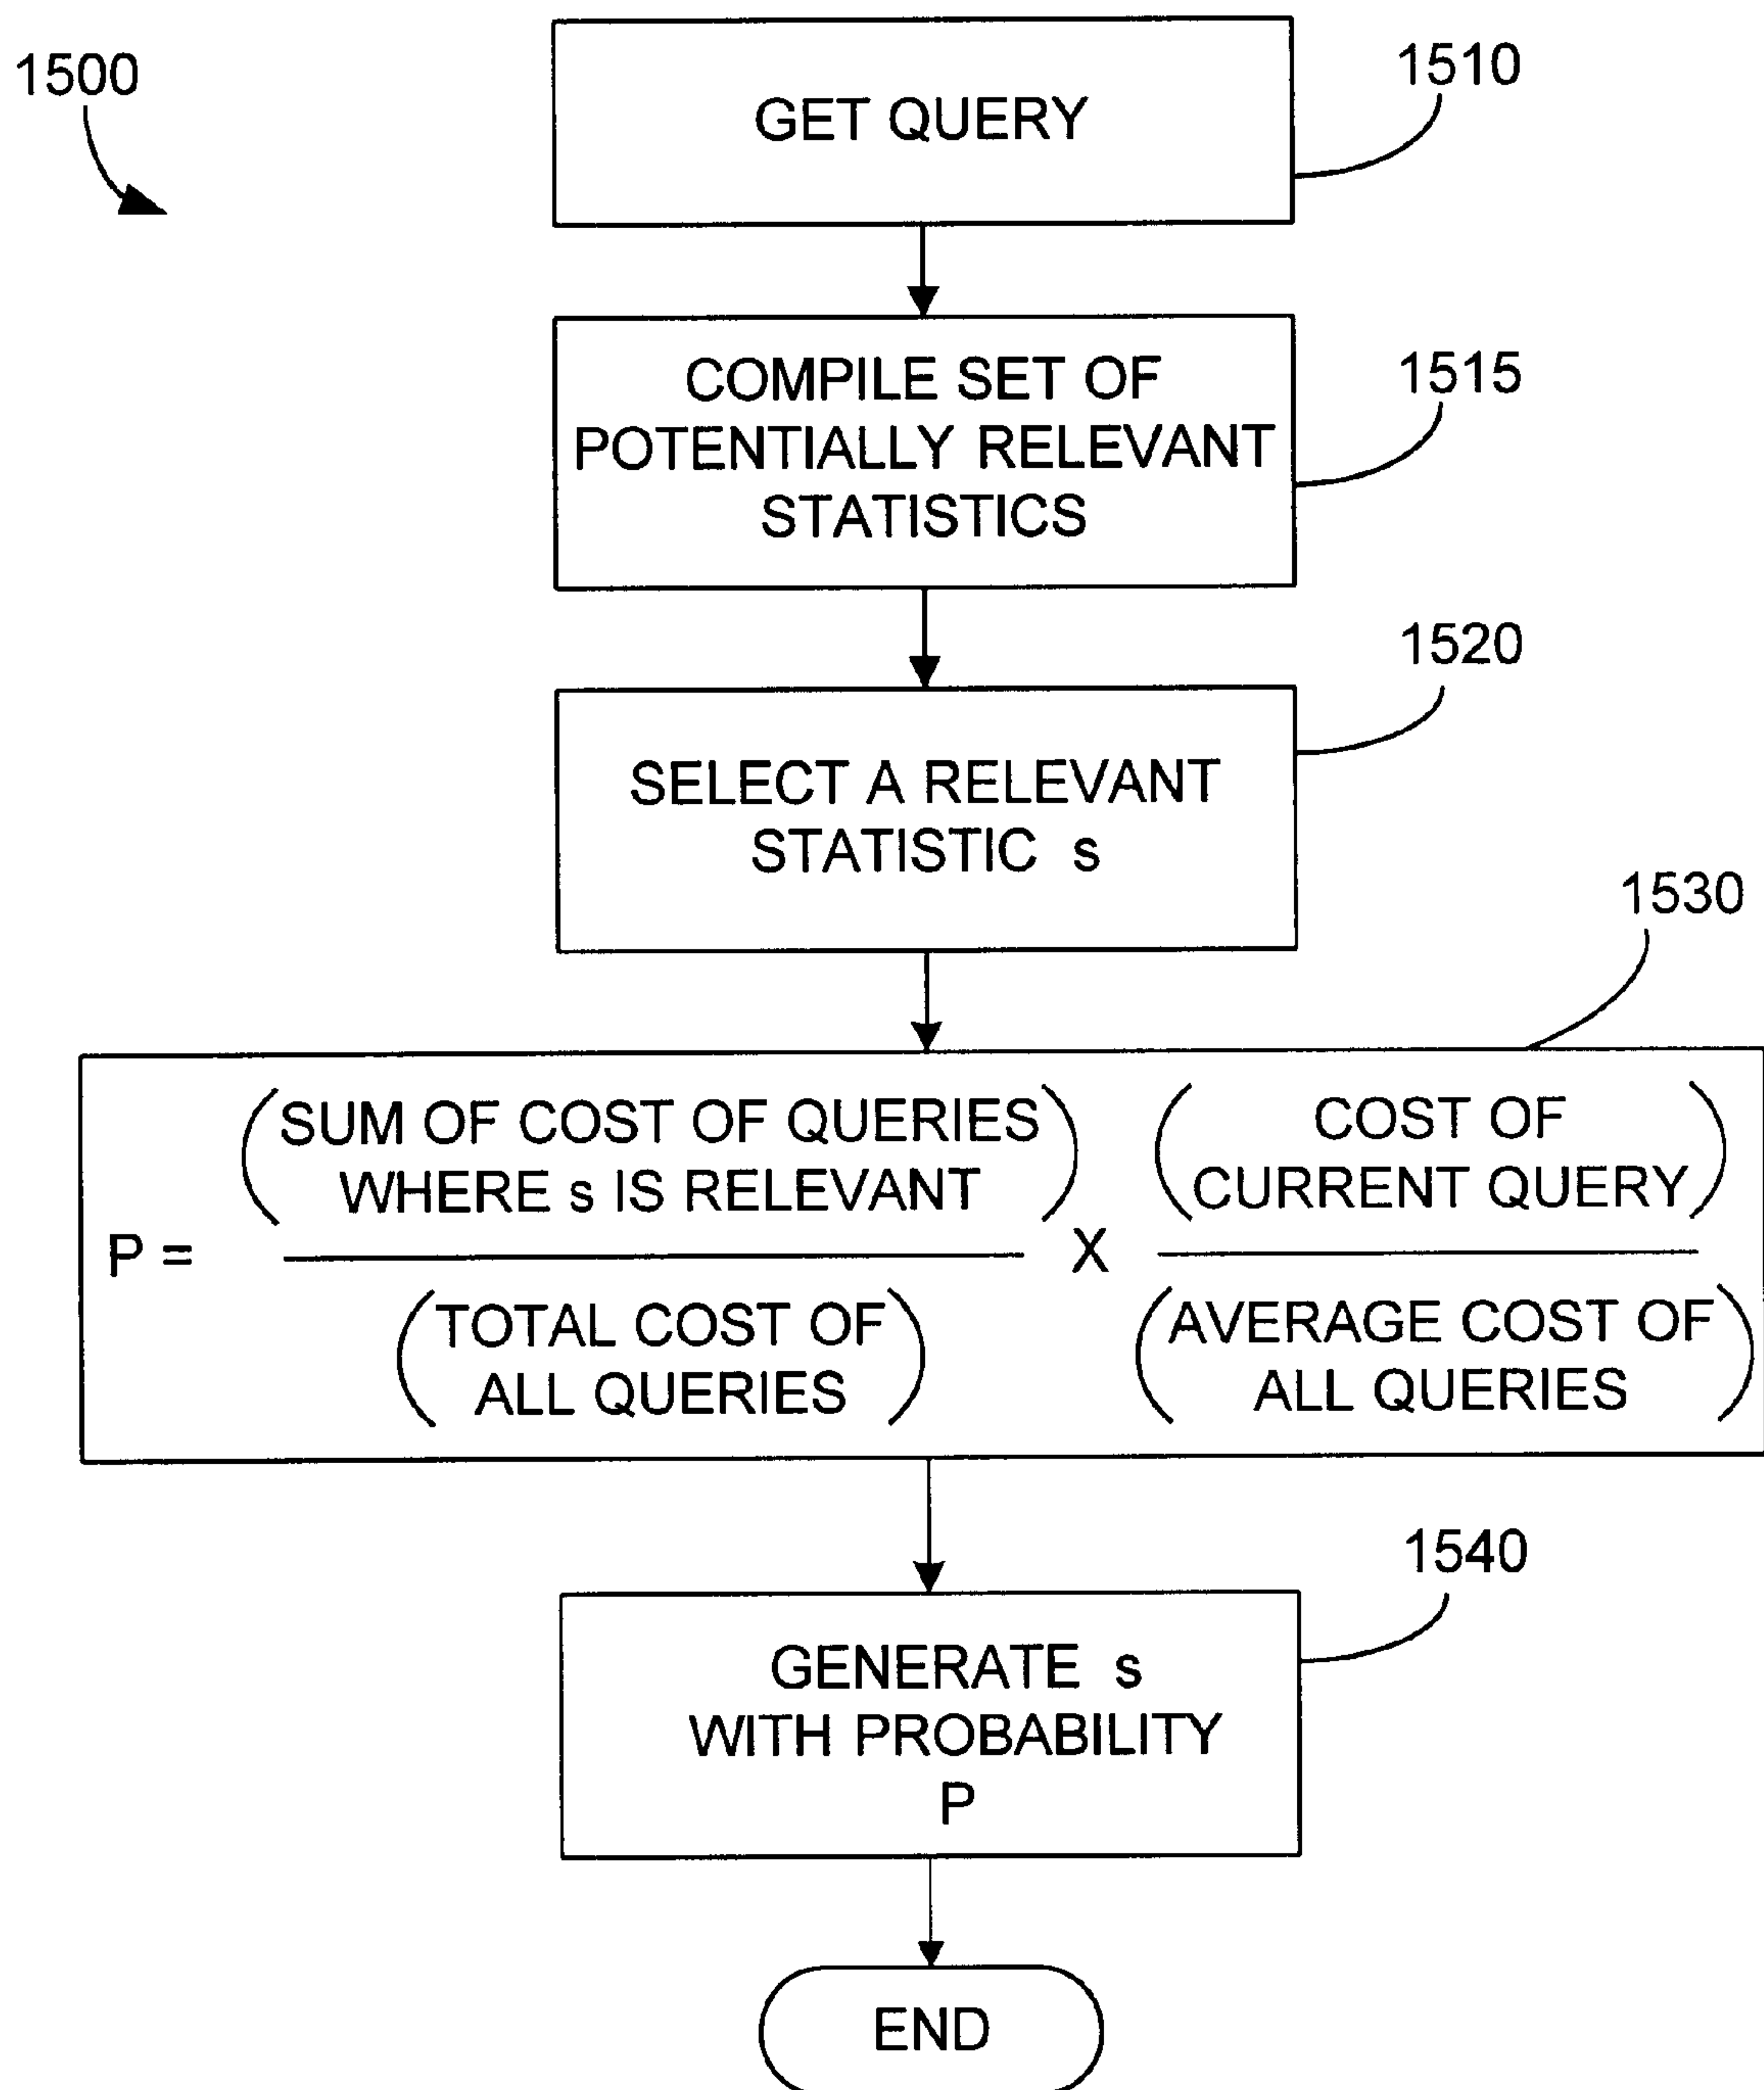 1500
GET QUERY
1510
COMPILE SET OF
POTENTIALLY RELEVANT
STATISTICS
1515
SELECT A RELEVANT
STATISTIC s
1520
1530
P =
(SUM OF COST OF QUERIES
WHERE s IS RELEVANT)
(TOTAL COST OF
ALL QUERIES)
X
(COST OF
CURRENT QUERY)
(AVERAGE COST OF
ALL QUERIES)
GENERATE s
WITH PROBABILITY
P
1540
END